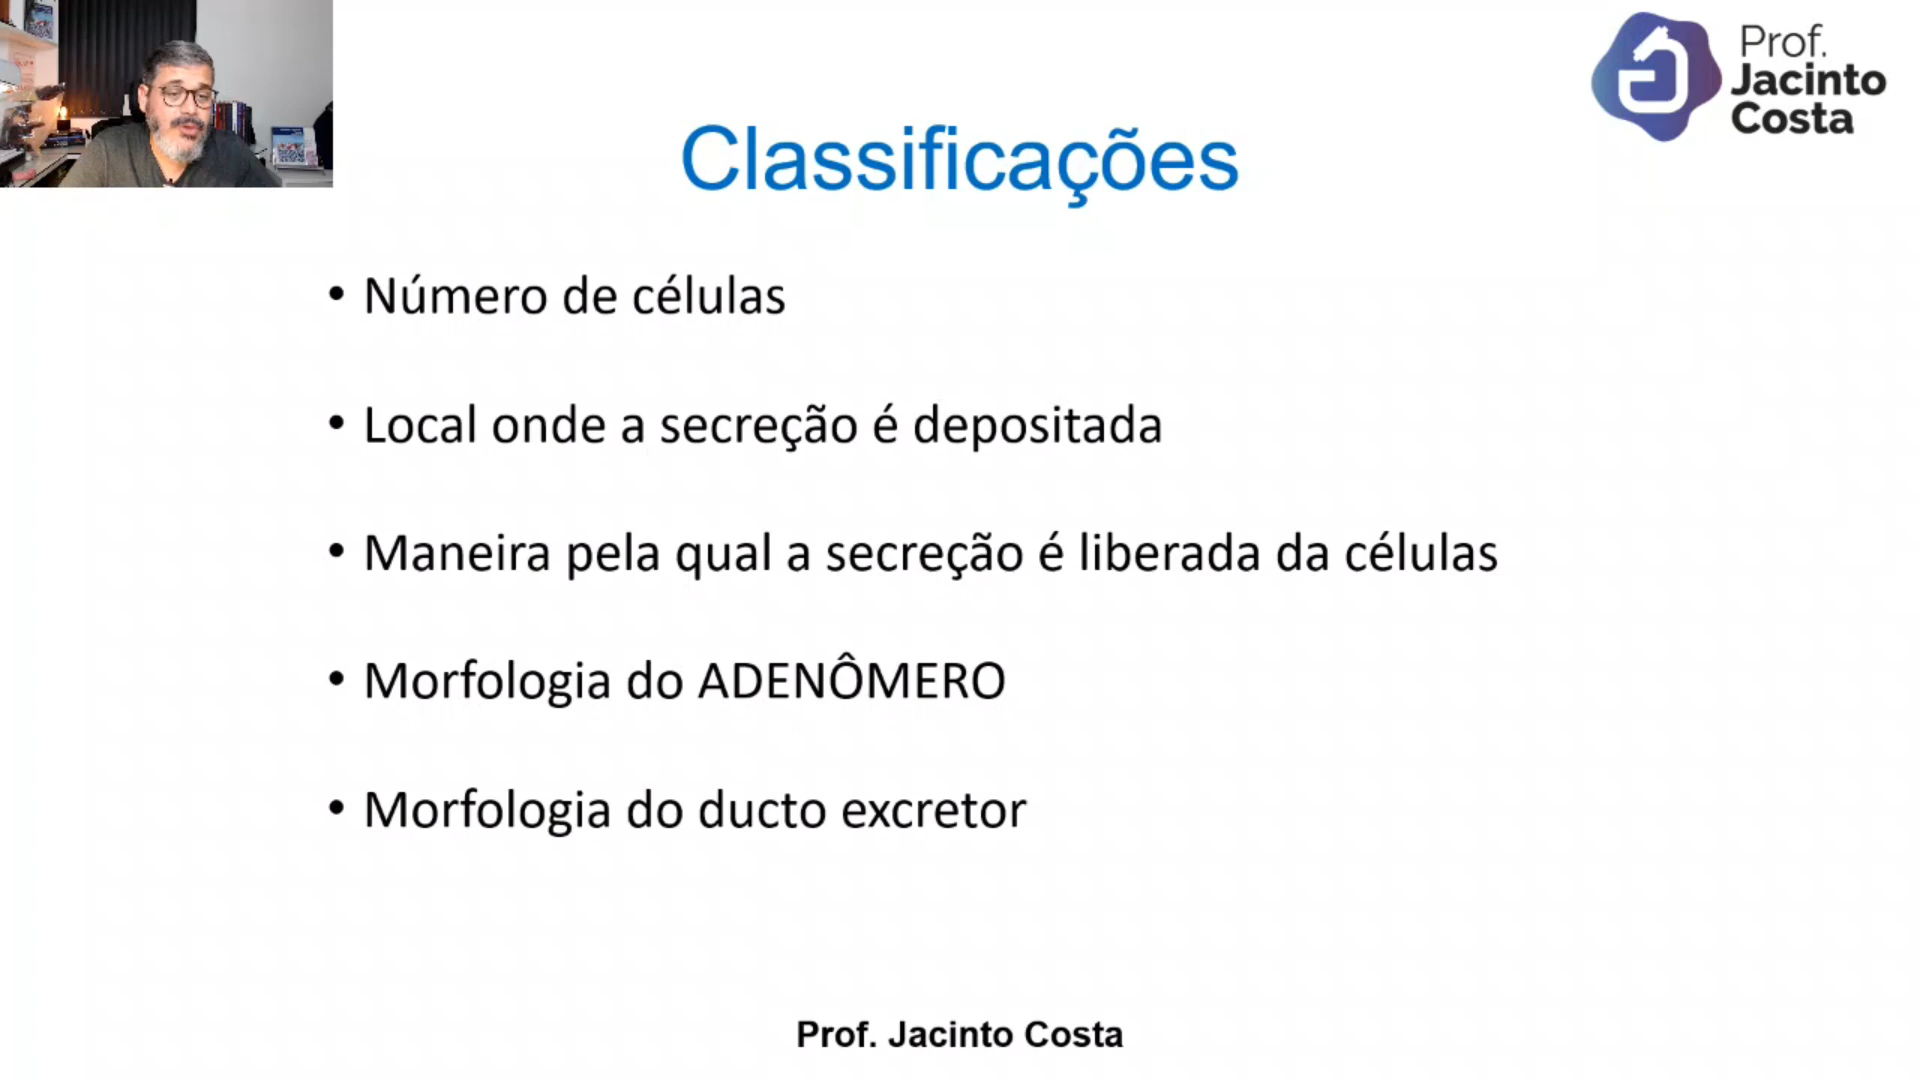 Prof.
Jacinto
Costa
Classificações
• Número de células
• Local onde a secreção é depositada
• Maneira pela qual a secreção é liberada da células
• Morfologia do ADENÔMERO
• Morfologia do ducto excretor
Prof. Jacinto Costa